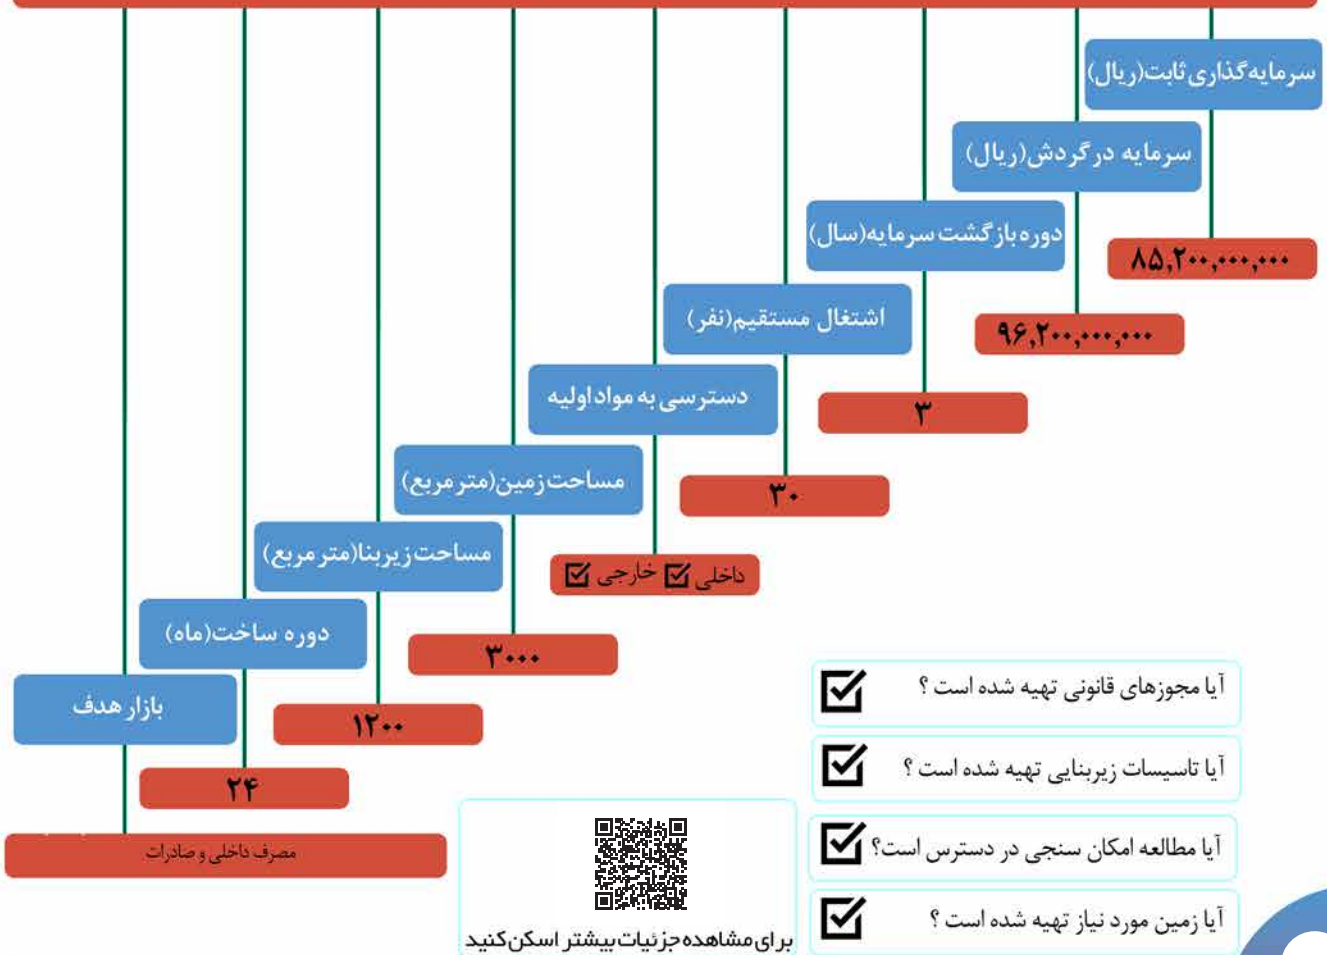 سرمایه‌گذاری ثابت(ریال)
۸۵,۲۰۰,۰۰۰,۰۰۰
سرمایه در گردش(ریال)
۹۶,۲۰۰,۰۰۰,۰۰۰
دوره بازگشت سرمایه(سال)
۳
اشتغال مستقیم(نفر)
۳۰
دسترسی به مواد اولیه
داخلی ☑ خارجی ☑
مساحت زمین(متر مربع)
۳۰۰۰
مساحت زیربنا(متر مربع)
۱۲۰۰
دوره ساخت(ماه)
۲۴
بازار هدف
مصرف داخلی و صادرات
آیا مجوزهای قانونی تهیه شده است ؟ ☑
آیا تاسیسات زیربنایی تهیه شده است ؟ ☑
آیا مطالعه امکان سنجی در دسترس است؟ ☑
آیا زمین مورد نیاز تهیه شده است ؟ ☑
برای مشاهده جزئیات بیشتر اسکن کنید